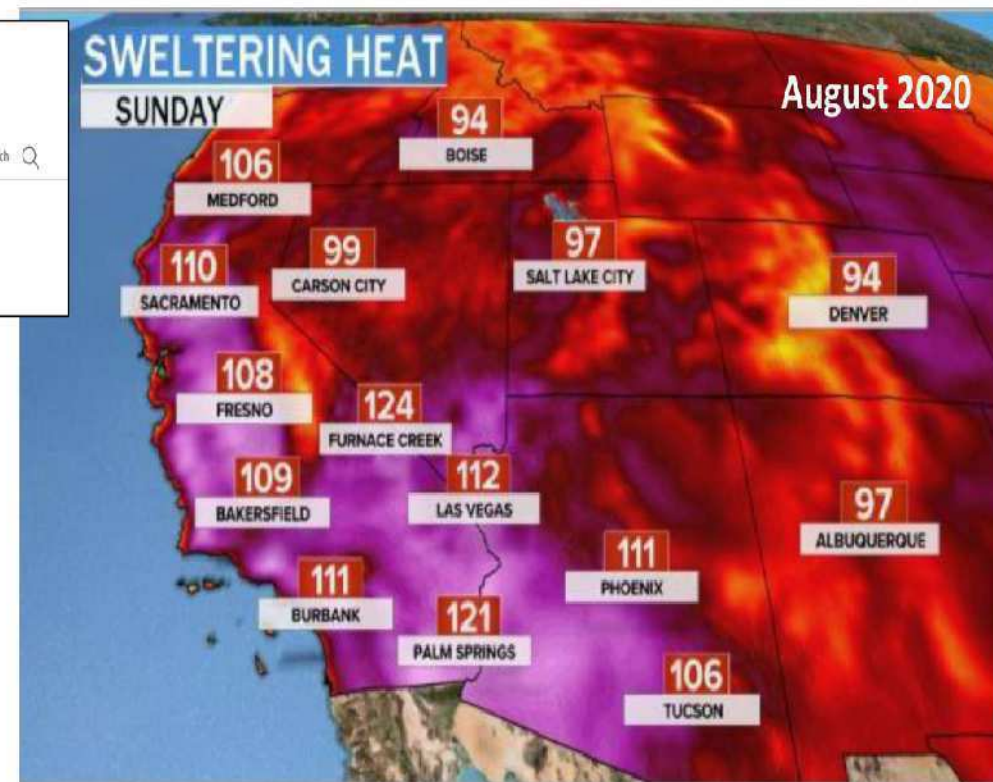 SWELTERING HEAT
SUNDAY
August 2020
94
BOISE
106
MEDFORD
99
CARSON CITY
97
SALT LAKE CITY
110
SACRAMENTO
94
DENVER
108
FRESNO
124
FURNACE CREEK
109
BAKERSFIELD
112
LAS VEGAS
97
ALBUQUERQUE
111
PHOENIX
111
BURBANK
121
PALM SPRINGS
106
TUCSON